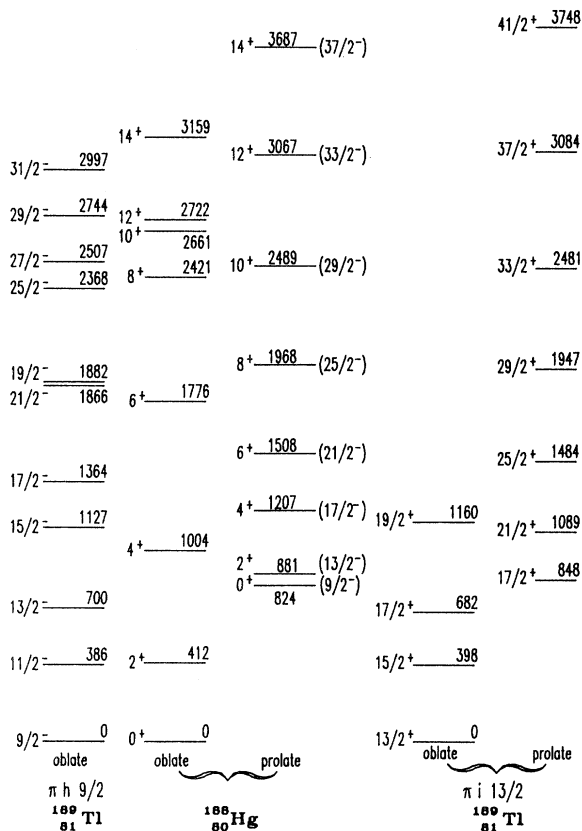 41/2+ 3748
14+ 3687 (37/2-)
14+ 3159
12+ 3067 (33/2-)
37/2+ 3084
31/2- 2997
29/2- 2744
12+ 2722
10+ 2661
27/2- 2507
8+ 2421
10+ 2489 (29/2-)
33/2+ 2481
25/2- 2368
8+ 1968 (25/2-)
29/2+ 1947
19/2- 1882
21/2- 1866
6+ 1776
6+ 1508 (21/2-)
25/2+ 1484
17/2- 1364
4+ 1207 (17/2-)
19/2+ 1160
15/2- 1127
21/2+ 1089
4+ 1004
2+ 881 (13/2-)
0+ 824 (9/2-)
17/2+ 848
13/2- 700
17/2+ 682
11/2- 386
2+ 412
15/2+ 398
9/2- 0
0+ 0
13/2+ 0
oblate oblate prolate oblate prolate
π h 9/2 π i 13/2
189 81 Tl 188 80 Hg 189 81 Tl